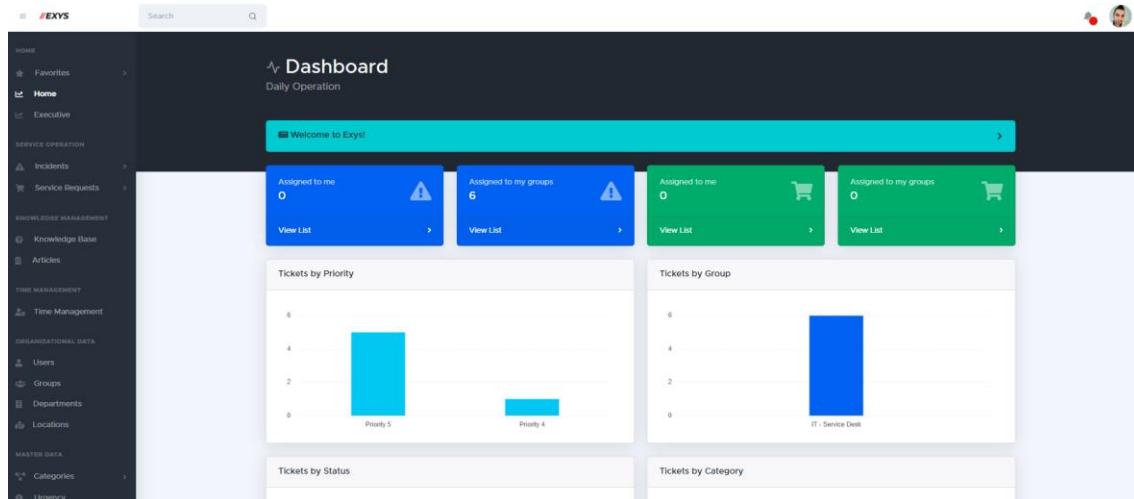 //EXYS
Search
HOME
Favorites
Home
Executive
SERVICE OPERATION
Incidents
Service Requests
KNOWLEDGE MANAGEMENT
Knowledge Base
Articles
TIME MANAGEMENT
Time Management
ORGANIZATIONAL DATA
Users
Groups
Departments
Locations
MASTER DATA
Categories
Urgency
Dashboard
Daily Operation
Welcome to Exys!
Assigned to me
0
View List
Assigned to my groups
6
View List
Assigned to me
0
View List
Assigned to my groups
0
View List
Tickets by Priority
6
4
2
0
Priority 5
Priority 4
Tickets by Group
6
4
2
0
IT - Service Desk
Tickets by Status
Tickets by Category